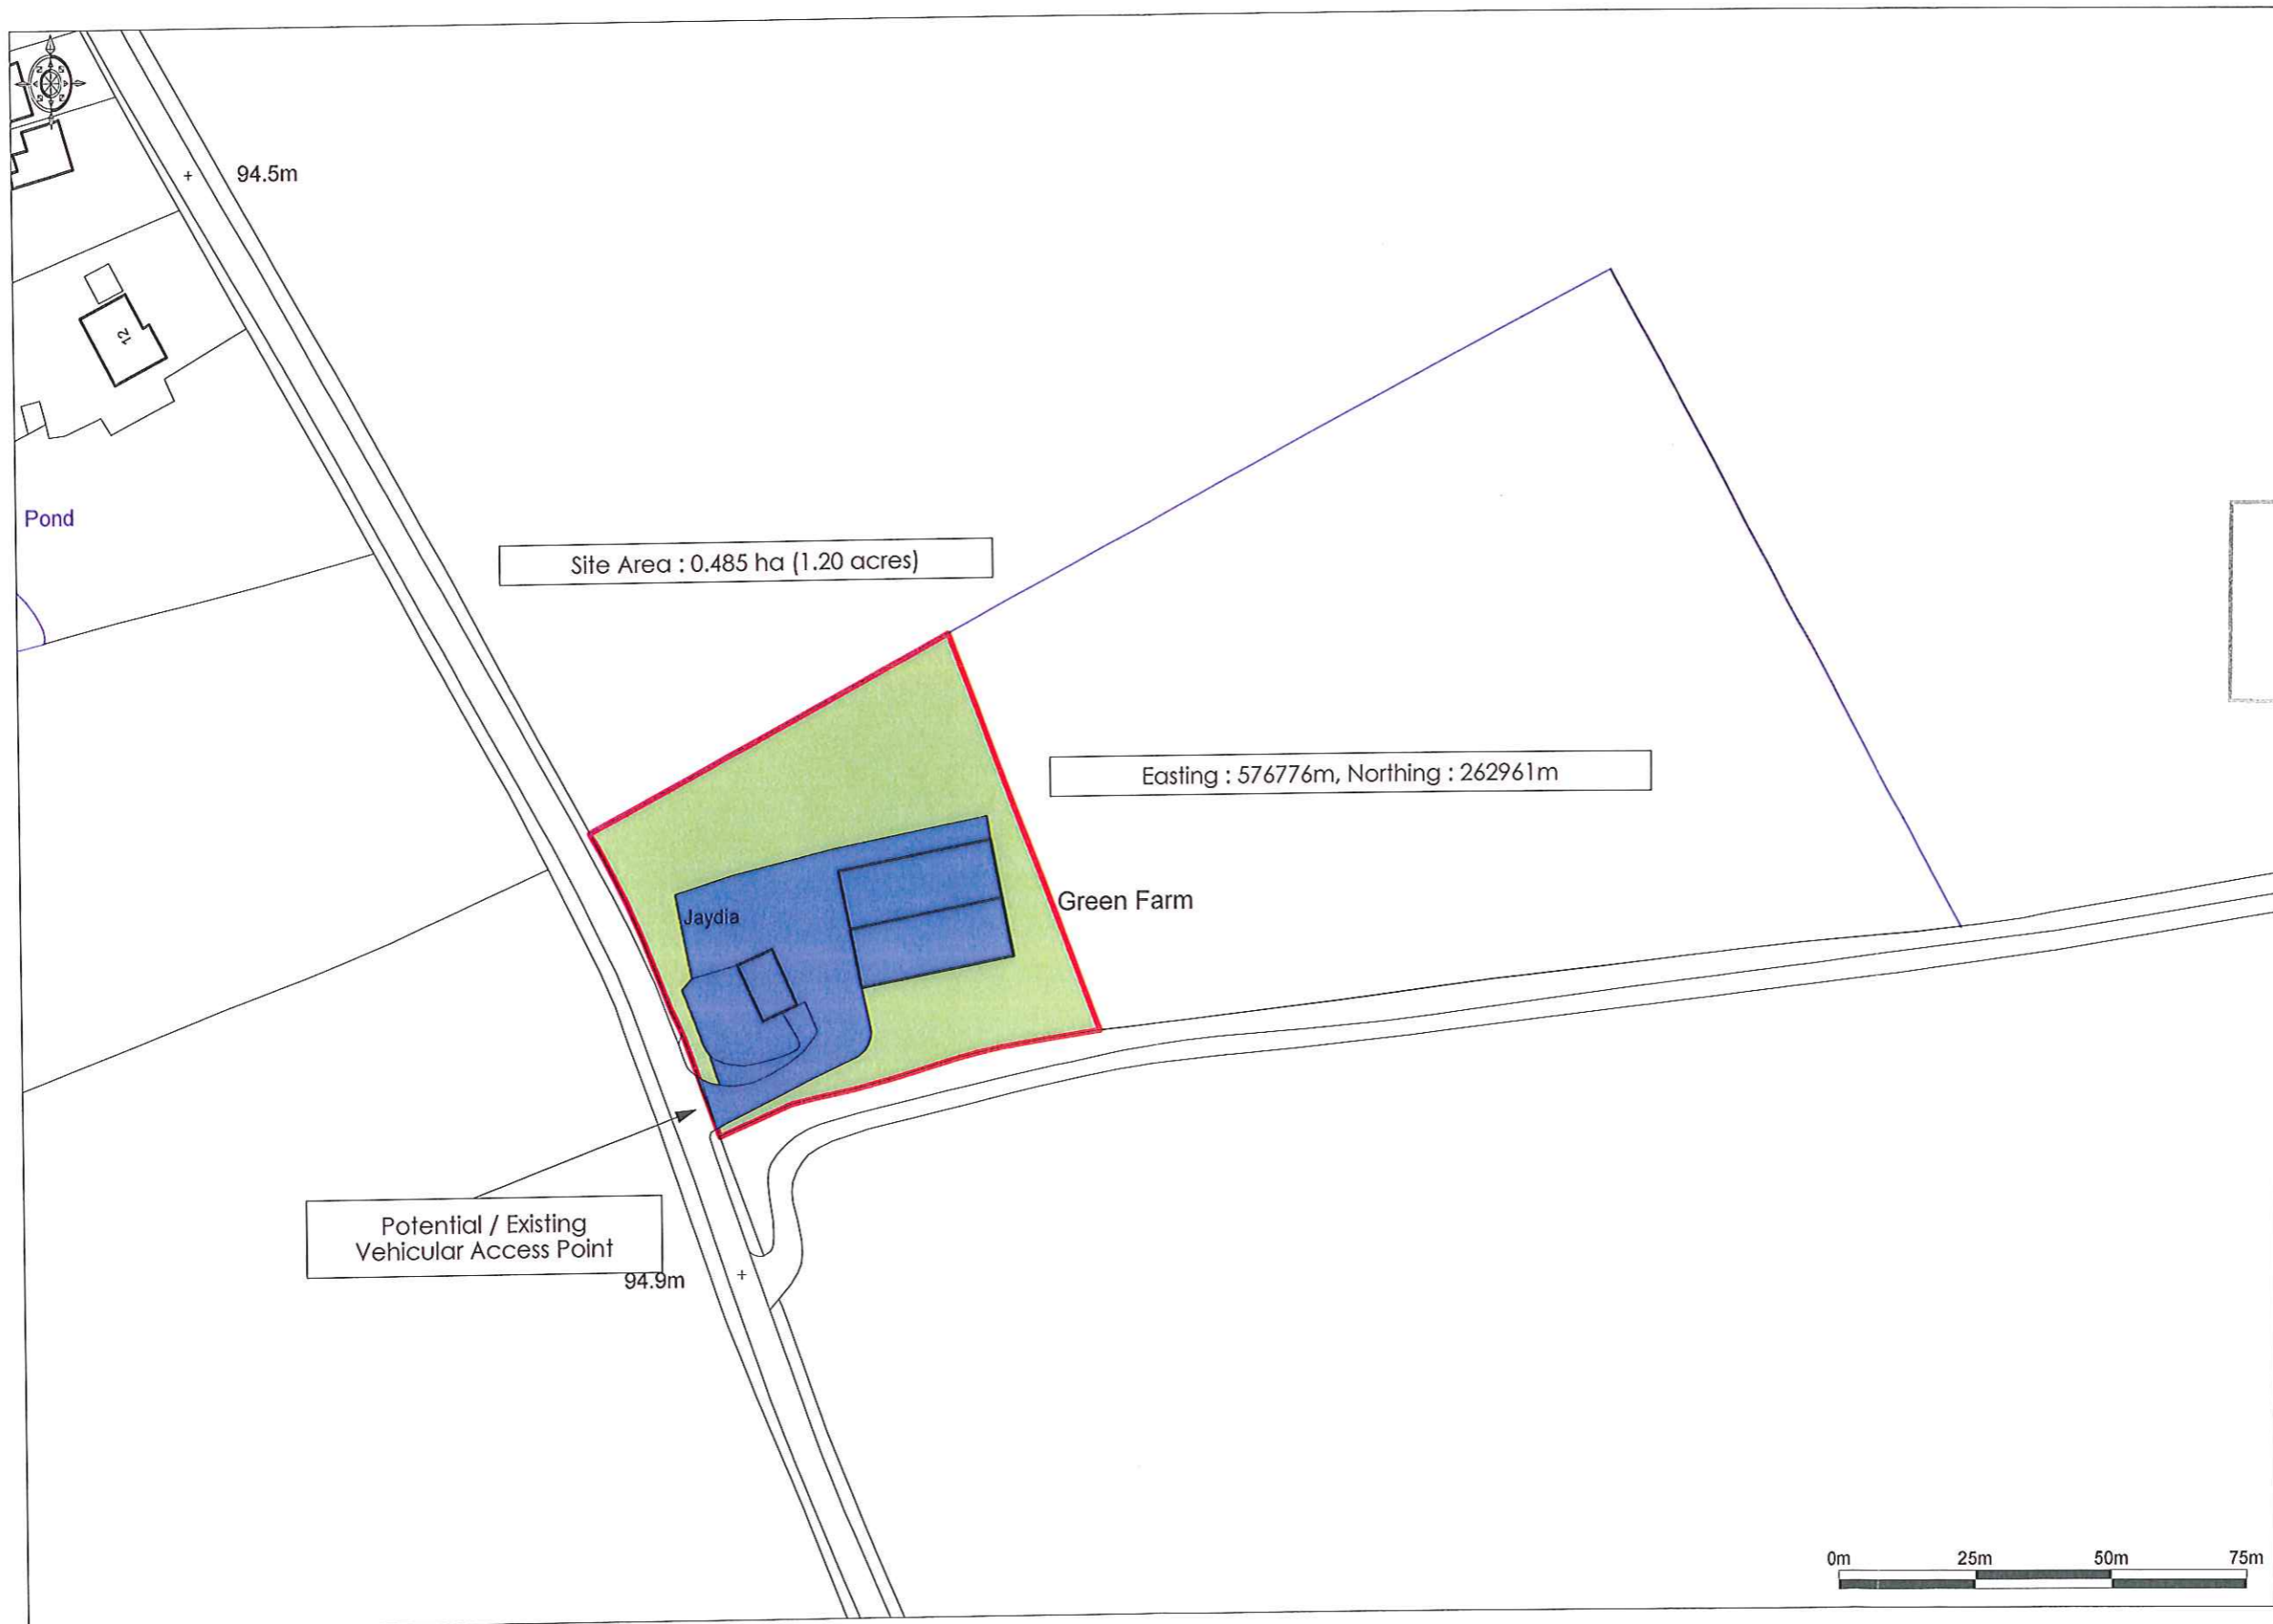 94.5m
12
Pond
Site Area : 0.485 ha (1.20 acres)
Easting : 576776m, Northing : 262961m
Green Farm
Jaydia
Potential / Existing
Vehicular Access Point
94.9m
0m 25m 50m 75m